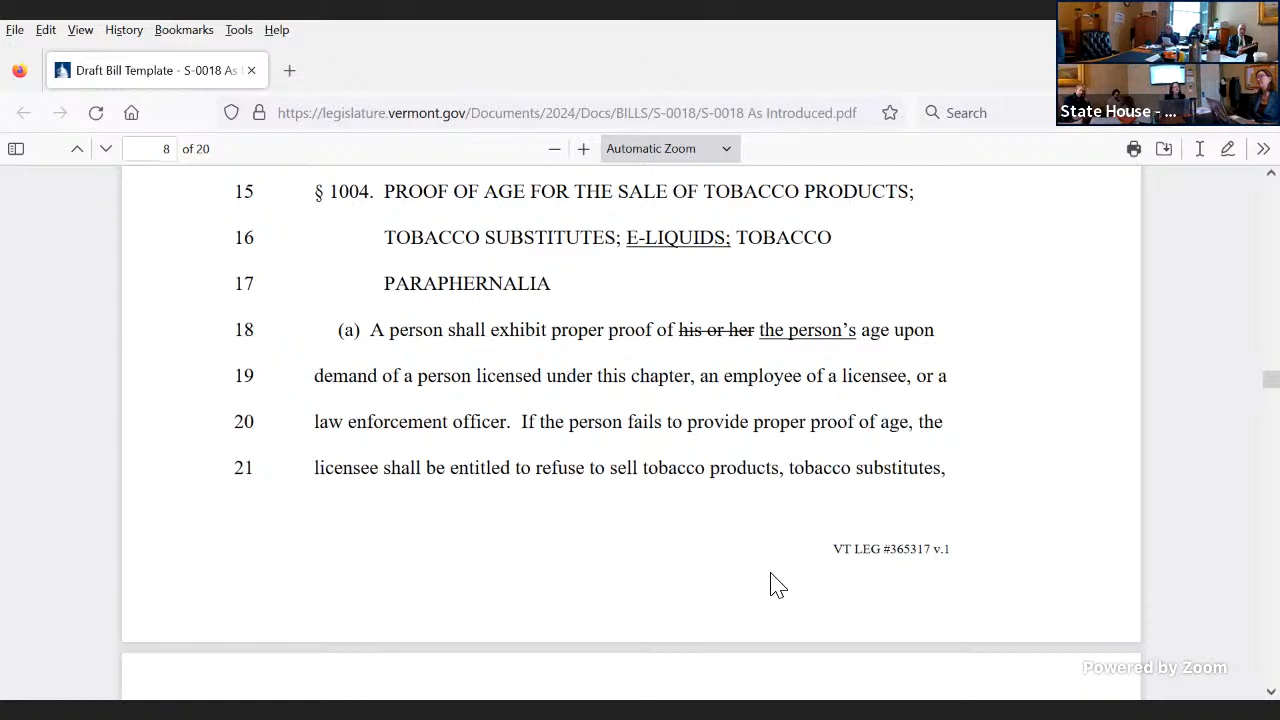 File Edit View History Bookmarks Tools Help
Draft Bill Template - S-0018 As
https://legislature.vermont.gov/Documents/2024/Docs/BILLS/S-0018/S-0018 As Introduced.pdf
Search
State House - ...
8 of 20
Automatic Zoom
15 § 1004. PROOF OF AGE FOR THE SALE OF TOBACCO PRODUCTS;
16 TOBACCO SUBSTITUTES; E-LIQUIDS; TOBACCO
17 PARAPHERNALIA
18 (a) A person shall exhibit proper proof of his or her the person’s age upon
19 demand of a person licensed under this chapter, an employee of a licensee, or a
20 law enforcement officer. If the person fails to provide proper proof of age, the
21 licensee shall be entitled to refuse to sell tobacco products, tobacco substitutes,
VT LEG #365317 v.1
Powered by Zoom